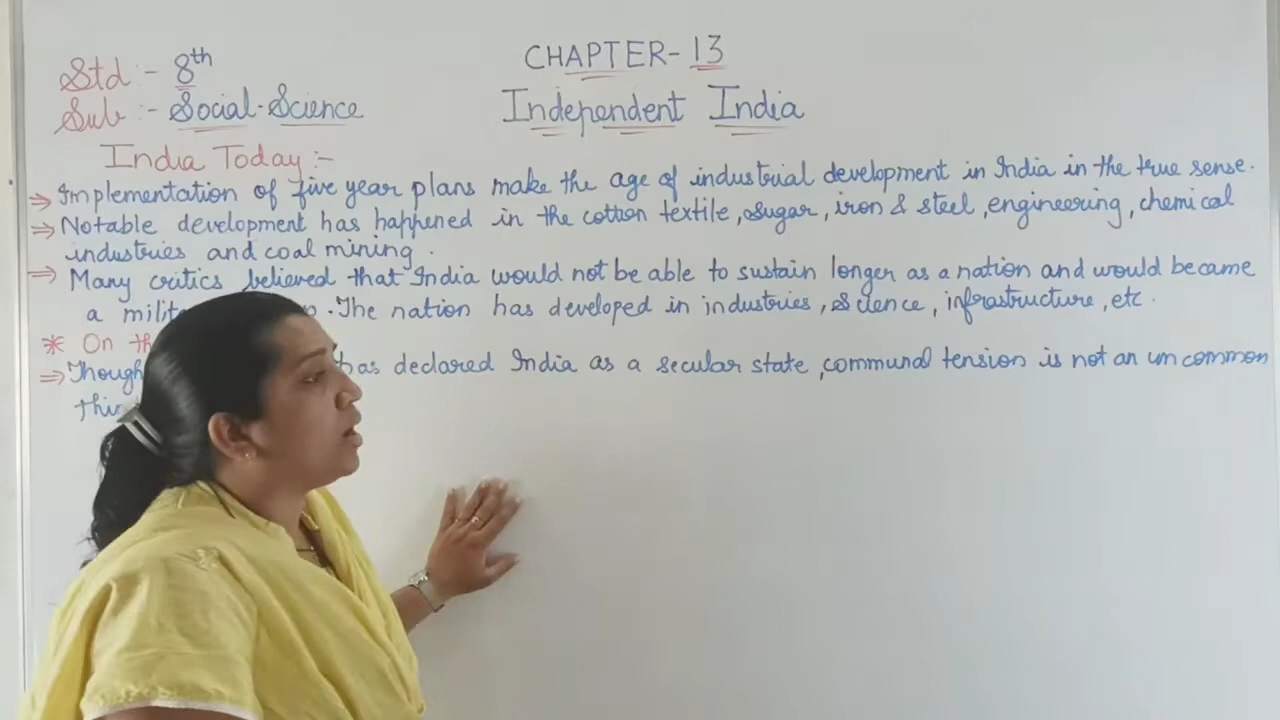 Std :- 8th
Sub :- Social-Science
CHAPTER-13
Independent India
India Today :-
⇒ Implementation of five year plans make the age of industrial development in India in the true sense.
⇒ Notable development has happened in the cotton textile, sugar, iron & steel, engineering, chemical
industries and coal mining.
⇒ Many critics believed that India would not be able to sustain longer as a nation and would became
a . The nation has developed in industries, science, infrastructure, etc.
* On
⇒ Though has declared India as a secular state, communal tension is not an un common